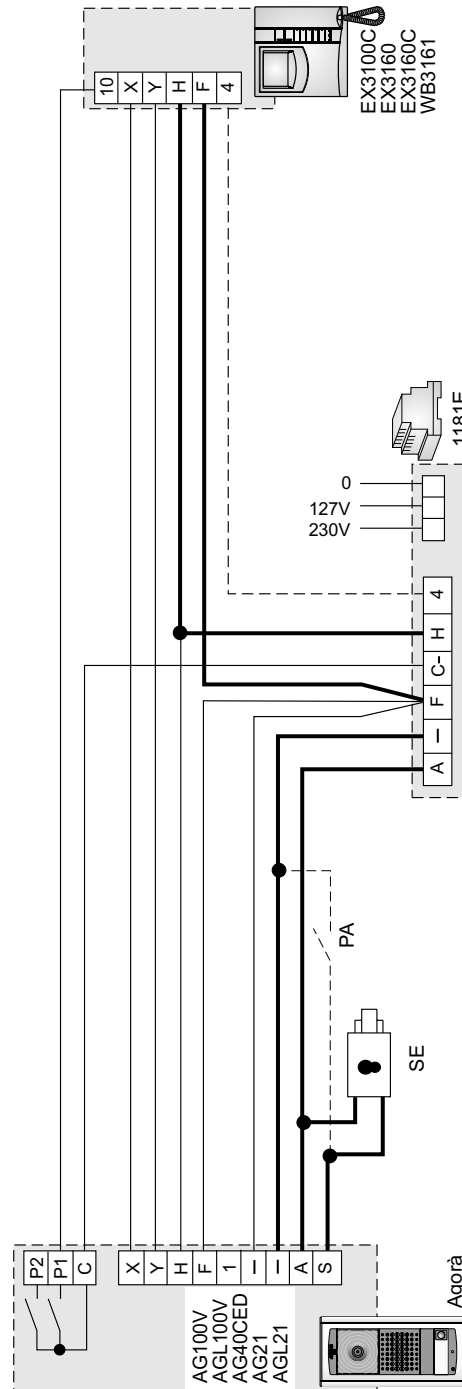 10
X
Y
H
F
4
EX3100C
EX3160
EX3160C
WB3161
0
127V
230V
4
H
C-
F
I
A
PA
SE
P2
P1
C
X
Y
H
F
1
I
I
A
S
AG100V
AGL100V
AG40CED
AG21
AGL21
Agorà